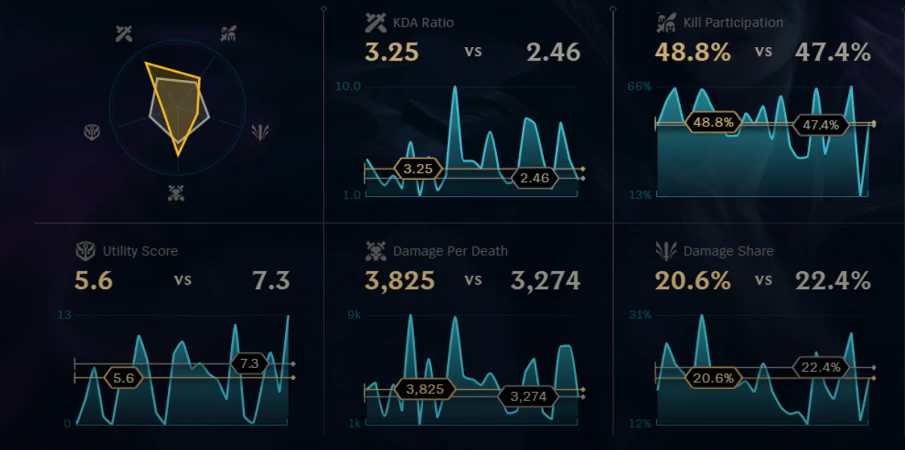 KDA Ratio
3.25 vs 2.46
10.0
3.25
2.46
1.0
Kill Participation
48.8% vs 47.4%
66%
48.8%
47.4%
13%
Utility Score
5.6 vs 7.3
13
7.3
5.6
0
Damage Per Death
3,825 vs 3,274
9k
3,825
3,274
1k
Damage Share
20.6% vs 22.4%
31%
22.4%
20.6%
12%